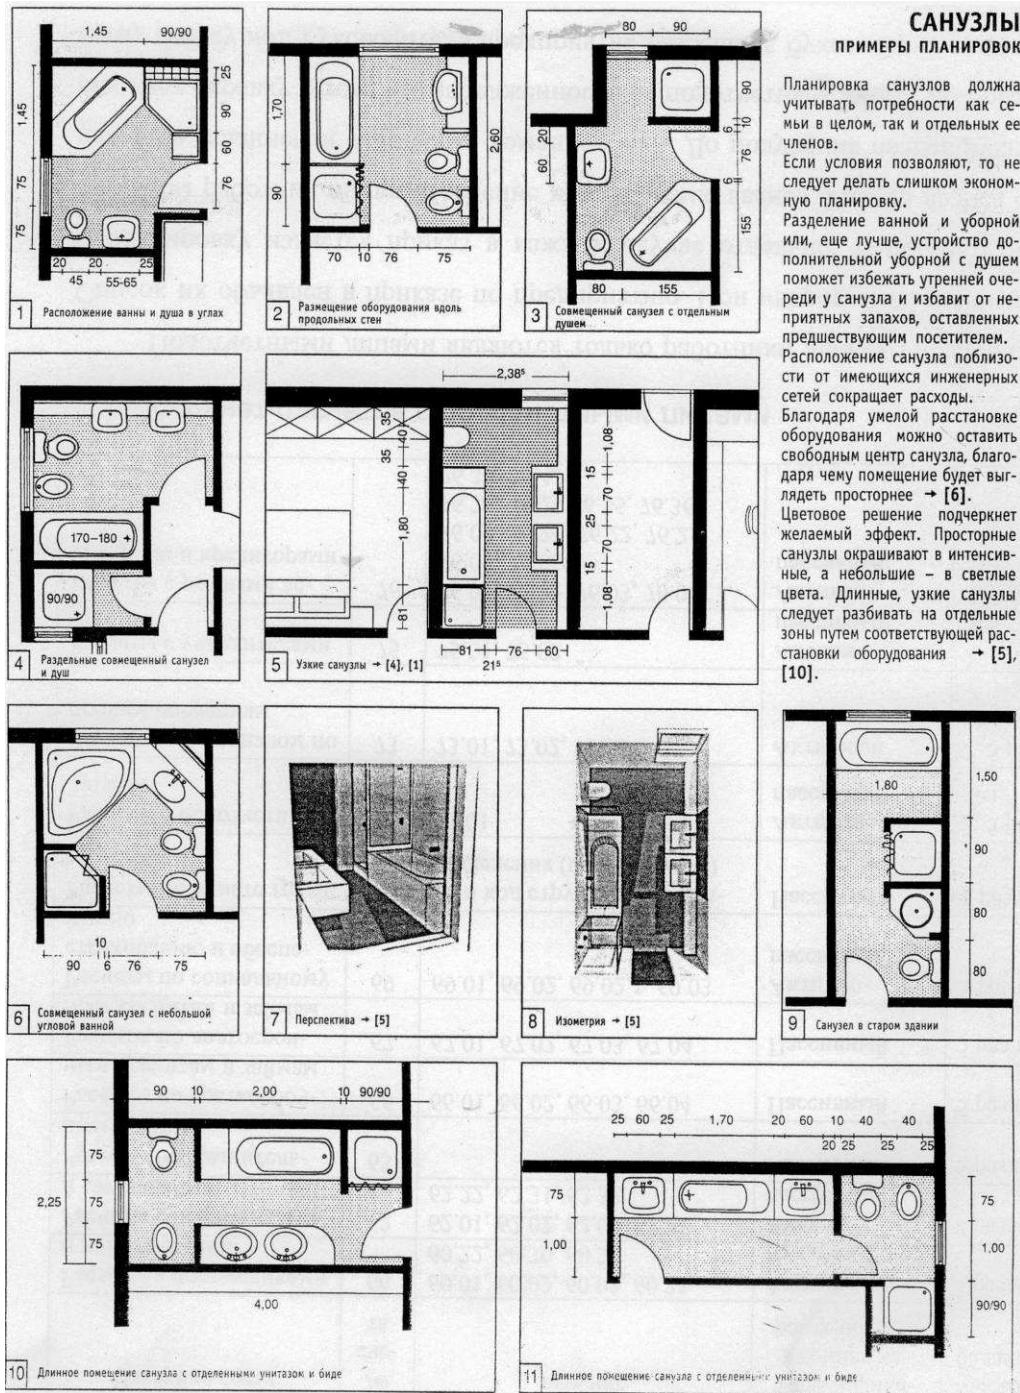 САНУЗЛЫ
ПРИМЕРЫ ПЛАНИРОВОК
Планировка санузлов должна
учитывать потребности как се-
мьи в целом, так и отдельных ее
членов.
Если условия позволяют, то не
следует делать слишком эконом-
ную планировку.
Разделение ванной и уборной
или, еще лучше, устройство до-
полнительной уборной с душем
поможет избежать утренней оче-
реди у санузла и избавит от не-
приятных запахов, оставленных
предшествующим посетителем.
Расположение санузла поблизо-
сти от имеющихся инженерных
сетей сокращает расходы.
Благодаря умелой расстановке
оборудования можно оставить
свободным центр санузла, благо-
даря чему помещение будет выг-
лядеть просторнее → [6].
Цветовое решение подчеркнет
желаемый эффект. Просторные
санузлы окрашивают в интенсив-
ные, а небольшие – в светлые
цвета. Длинные, узкие санузлы
следует разбивать на отдельные
зоны путем соответствующей рас-
становки оборудования → [5],
[10].
1,45 90/90
1,45
75
75
25
90
60
76
20 20 25
45 55-65
1 Расположение ванны и душа в углах
1,70
90
2,60
70 10 76 75
2 Размещение оборудования вдоль
продольных стен
80 90
20
60
90
10
6
76
6
155
80 155
3 Совмещенный санузел с отдельным
душем
170–180
90/90
4 Раздельные совмещенный санузел
и душ
2,38⁵
35
40
35
40
1,80
81
1,08
15
70
25
70
15
1,08
81 76 60
21⁵
5 Узкие санузлы → [4], [1]
10
90 6 76 75
6 Совмещенный санузел с небольшой
угловой ванной
7 Перспектива → [5]
8 Изометрия → [5]
1,80
1,50
90
80
80
9 Санузел в старом здании
90 10 2,00 10 90/90
2,25
75
75
75
4,00
10 Длинное помещение санузла с отделенными унитазом и биде
25 60 25 1,70 20 60 10 40 40
20 25 25 25
75
1,00
75
1,00
90/90
11 Длинное помещение санузла с отделенными унитазом и биде